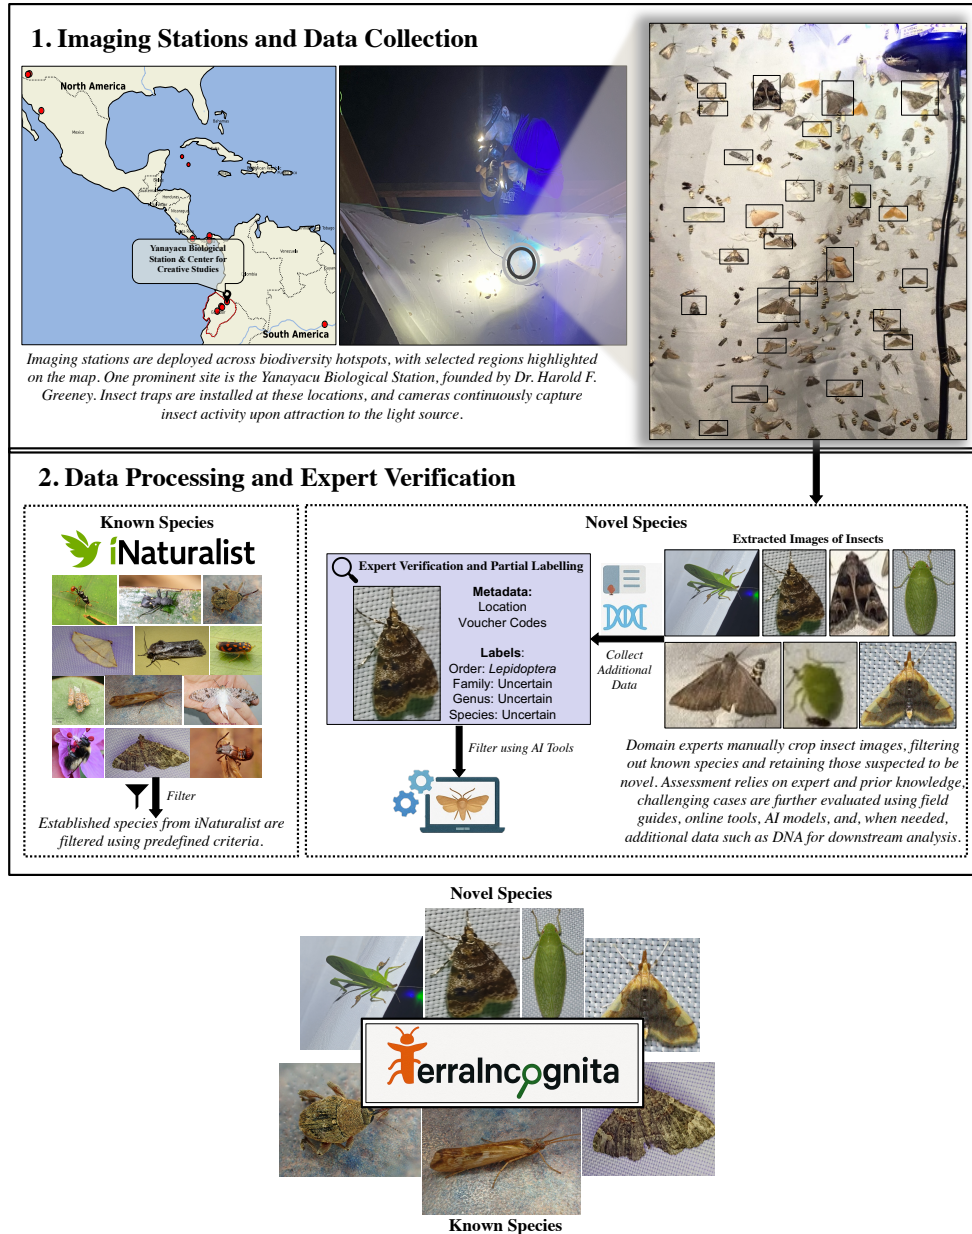 1. Imaging Stations and Data Collection
North America
Mexico
Bahamas
Honduras
Nicaragua
Venezuela
Colombia
Yanayacu Biological
Station & Center for
Creative Studies
South America
Imaging stations are deployed across biodiversity hotspots, with selected regions highlighted
on the map. One prominent site is the Yanayacu Biological Station, founded by Dr. Harold F.
Greeney. Insect traps are installed at these locations, and cameras continuously capture
insect activity upon attraction to the light source.
2. Data Processing and Expert Verification
Known Species
iNaturalist
Filter
Established species from iNaturalist are
filtered using predefined criteria.
Novel Species
Expert Verification and Partial Labelling
Metadata:
Location
Voucher Codes
Labels:
Order: Lepidoptera
Family: Uncertain
Genus: Uncertain
Species: Uncertain
Filter using AI Tools
Collect
Additional
Data
Extracted Images of Insects
Domain experts manually crop insect images, filtering
out known species and retaining those suspected to be
novel. Assessment relies on expert and prior knowledge,
challenging cases are further evaluated using field
guides, online tools, AI models, and, when needed,
additional data such as DNA for downstream analysis.
Novel Species
TerraIncognita
Known Species